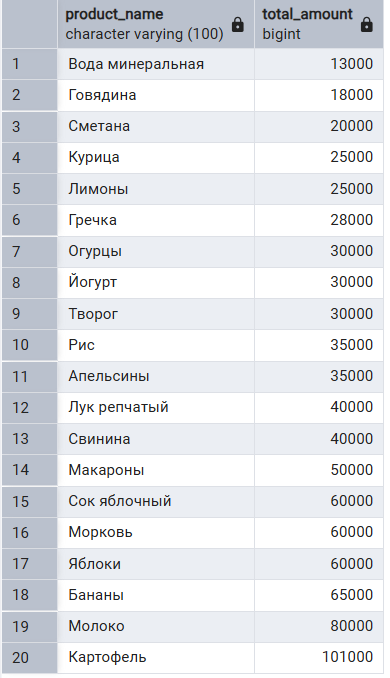 product_name total_amount
character varying (100) bigint
1 Вода минеральная 13000
2 Говядина 18000
3 Сметана 20000
4 Курица 25000
5 Лимоны 25000
6 Гречка 28000
7 Огурцы 30000
8 Йогурт 30000
9 Творог 30000
10 Рис 35000
11 Апельсины 35000
12 Лук репчатый 40000
13 Свинина 40000
14 Макароны 50000
15 Сок яблочный 60000
16 Морковь 60000
17 Яблоки 60000
18 Бананы 65000
19 Молоко 80000
20 Картофель 101000